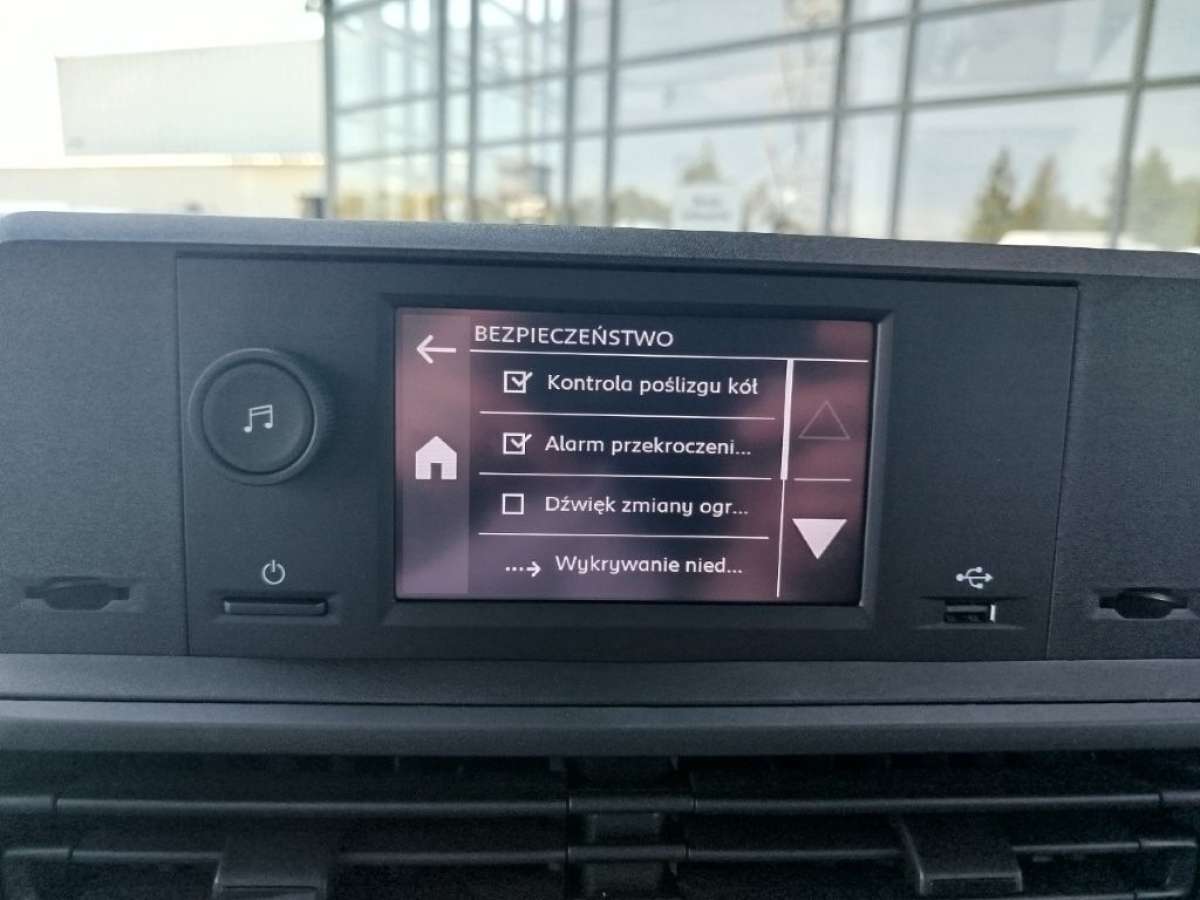 BEZPIECZEŃSTWO
Kontrola poślizgu kół
Alarm przekroczeni...
Dźwięk zmiany ogr...
Wykrywanie nied...